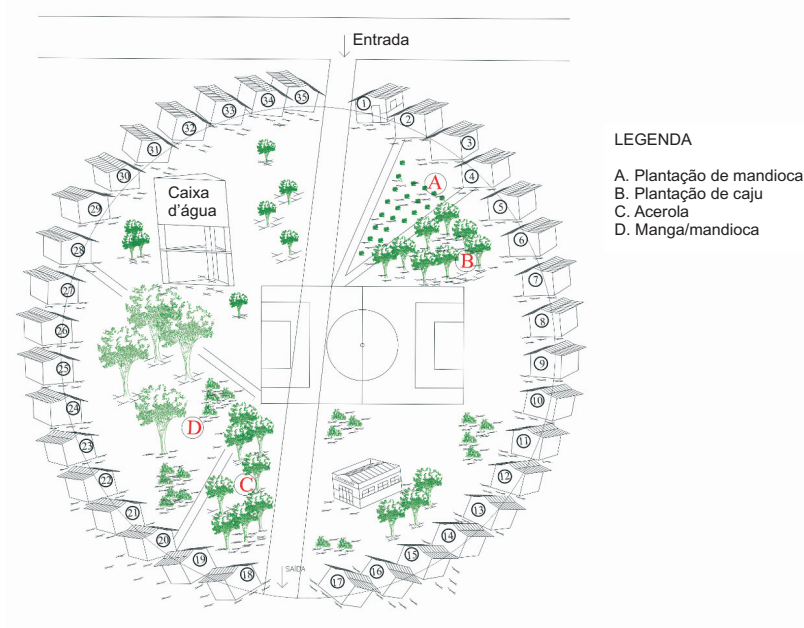 Entrada
35
34
33
32
31
30
29
28
27
26
25
24
23
22
21
20
19
18
1
2
3
4
5
6
7
8
9
10
11
12
13
14
15
16
17
Caixa
d'água
A
B
D
C
SAÍDA
LEGENDA
A. Plantação de mandioca
B. Plantação de caju
C. Acerola
D. Manga/mandioca